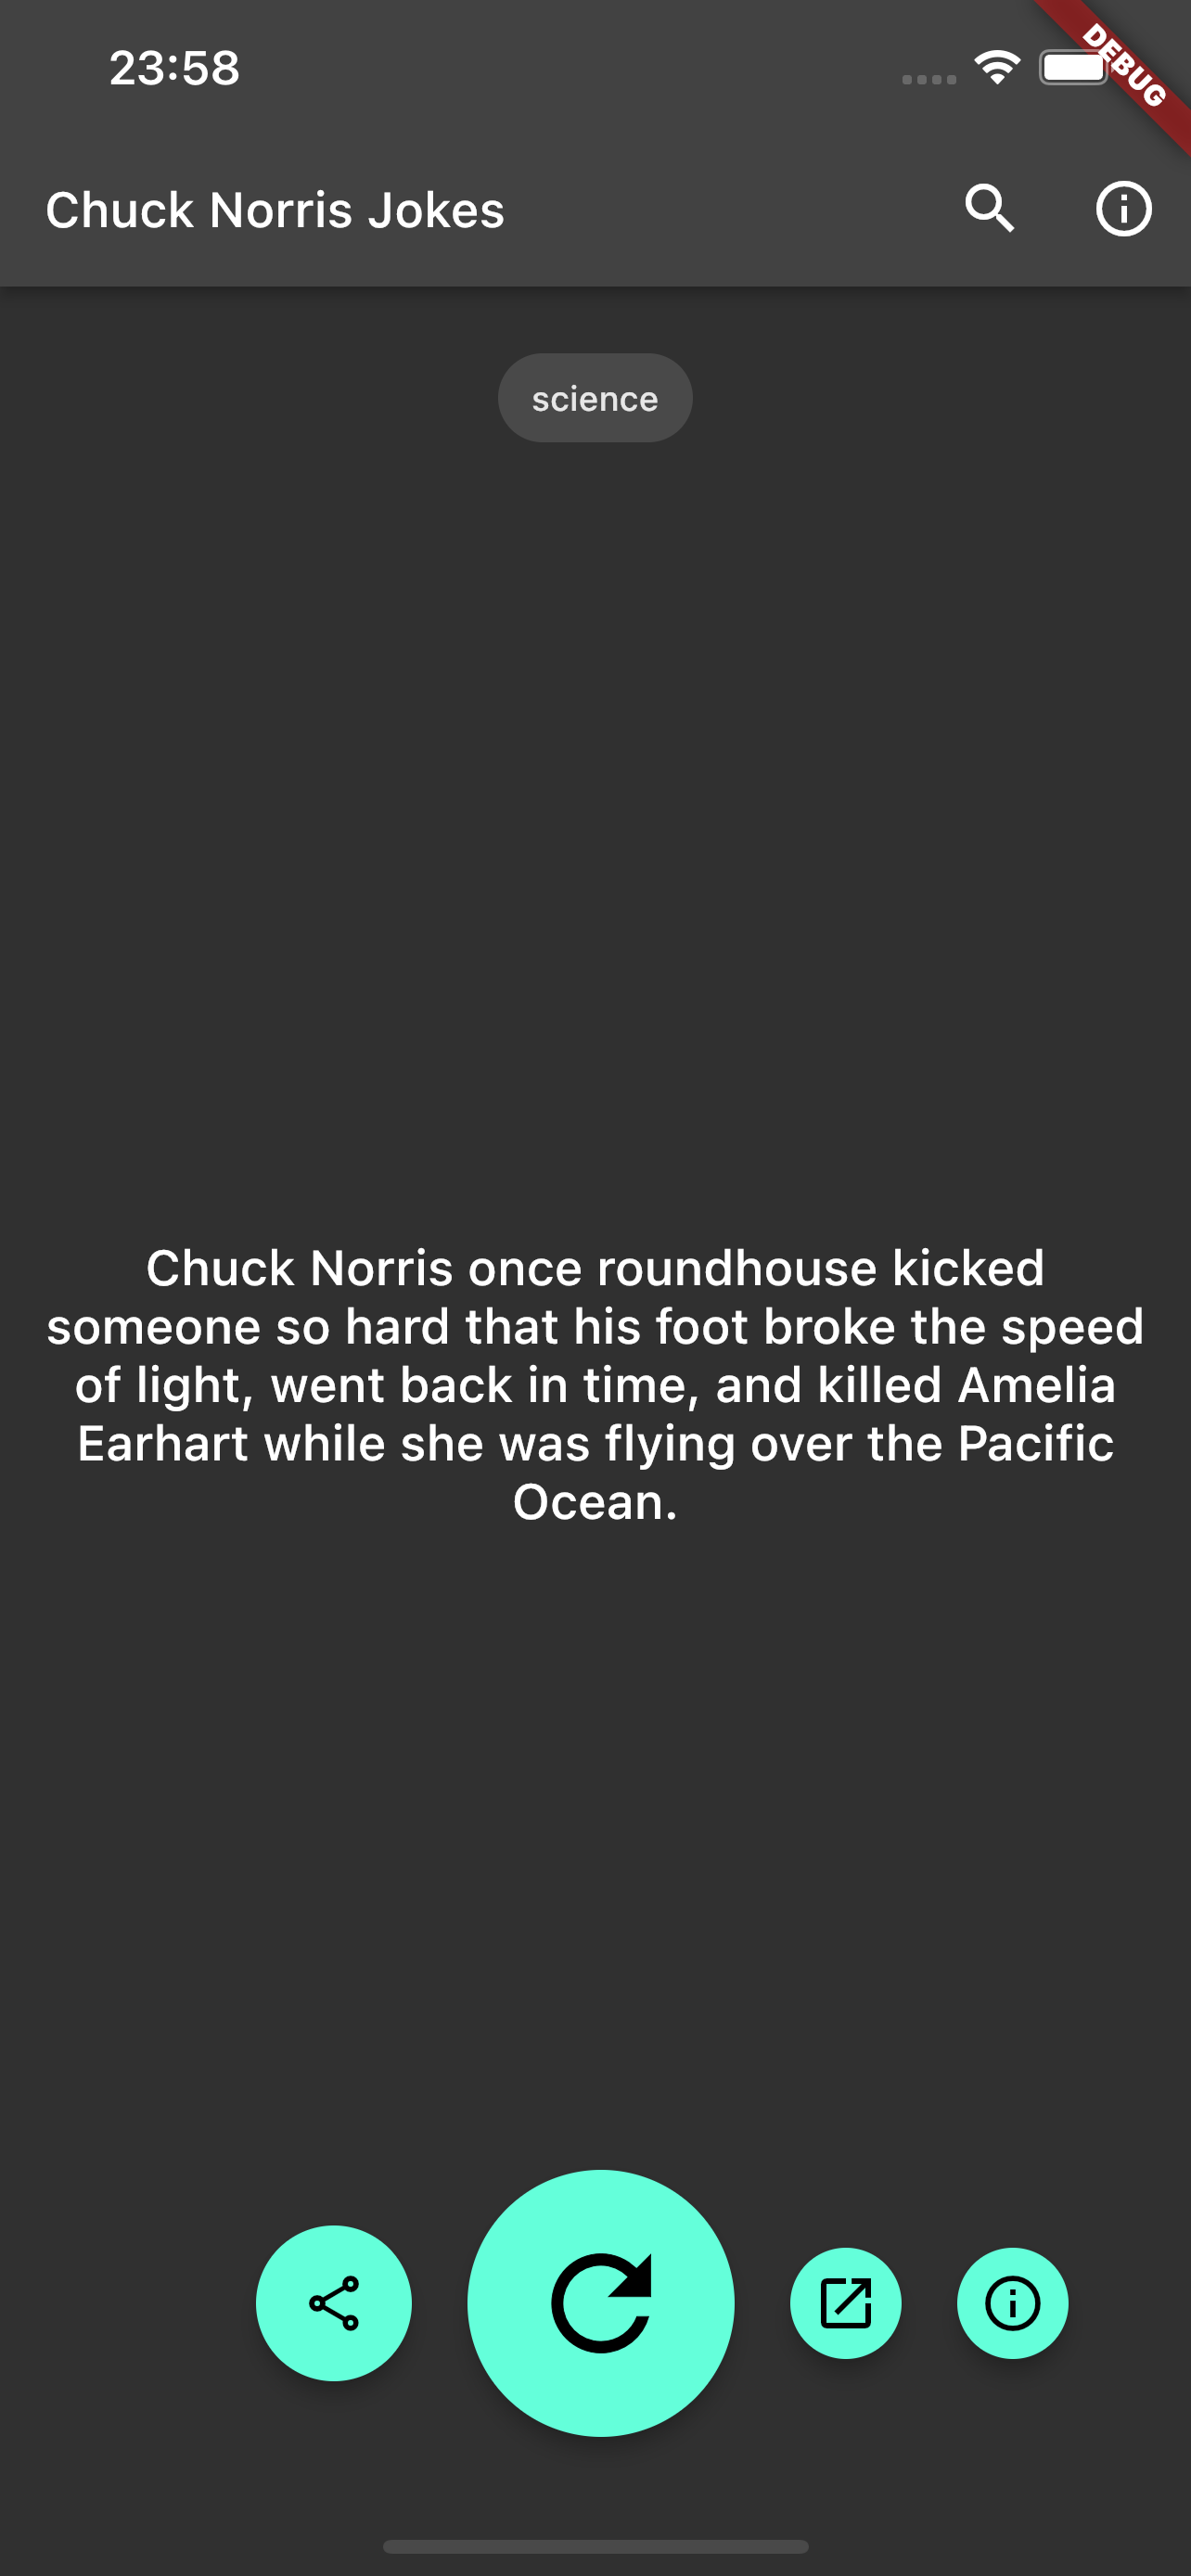 23:58
DEBUG
Chuck Norris Jokes
science
Chuck Norris once roundhouse kicked
someone so hard that his foot broke the speed
of light, went back in time, and killed Amelia
Earhart while she was flying over the Pacific
Ocean.